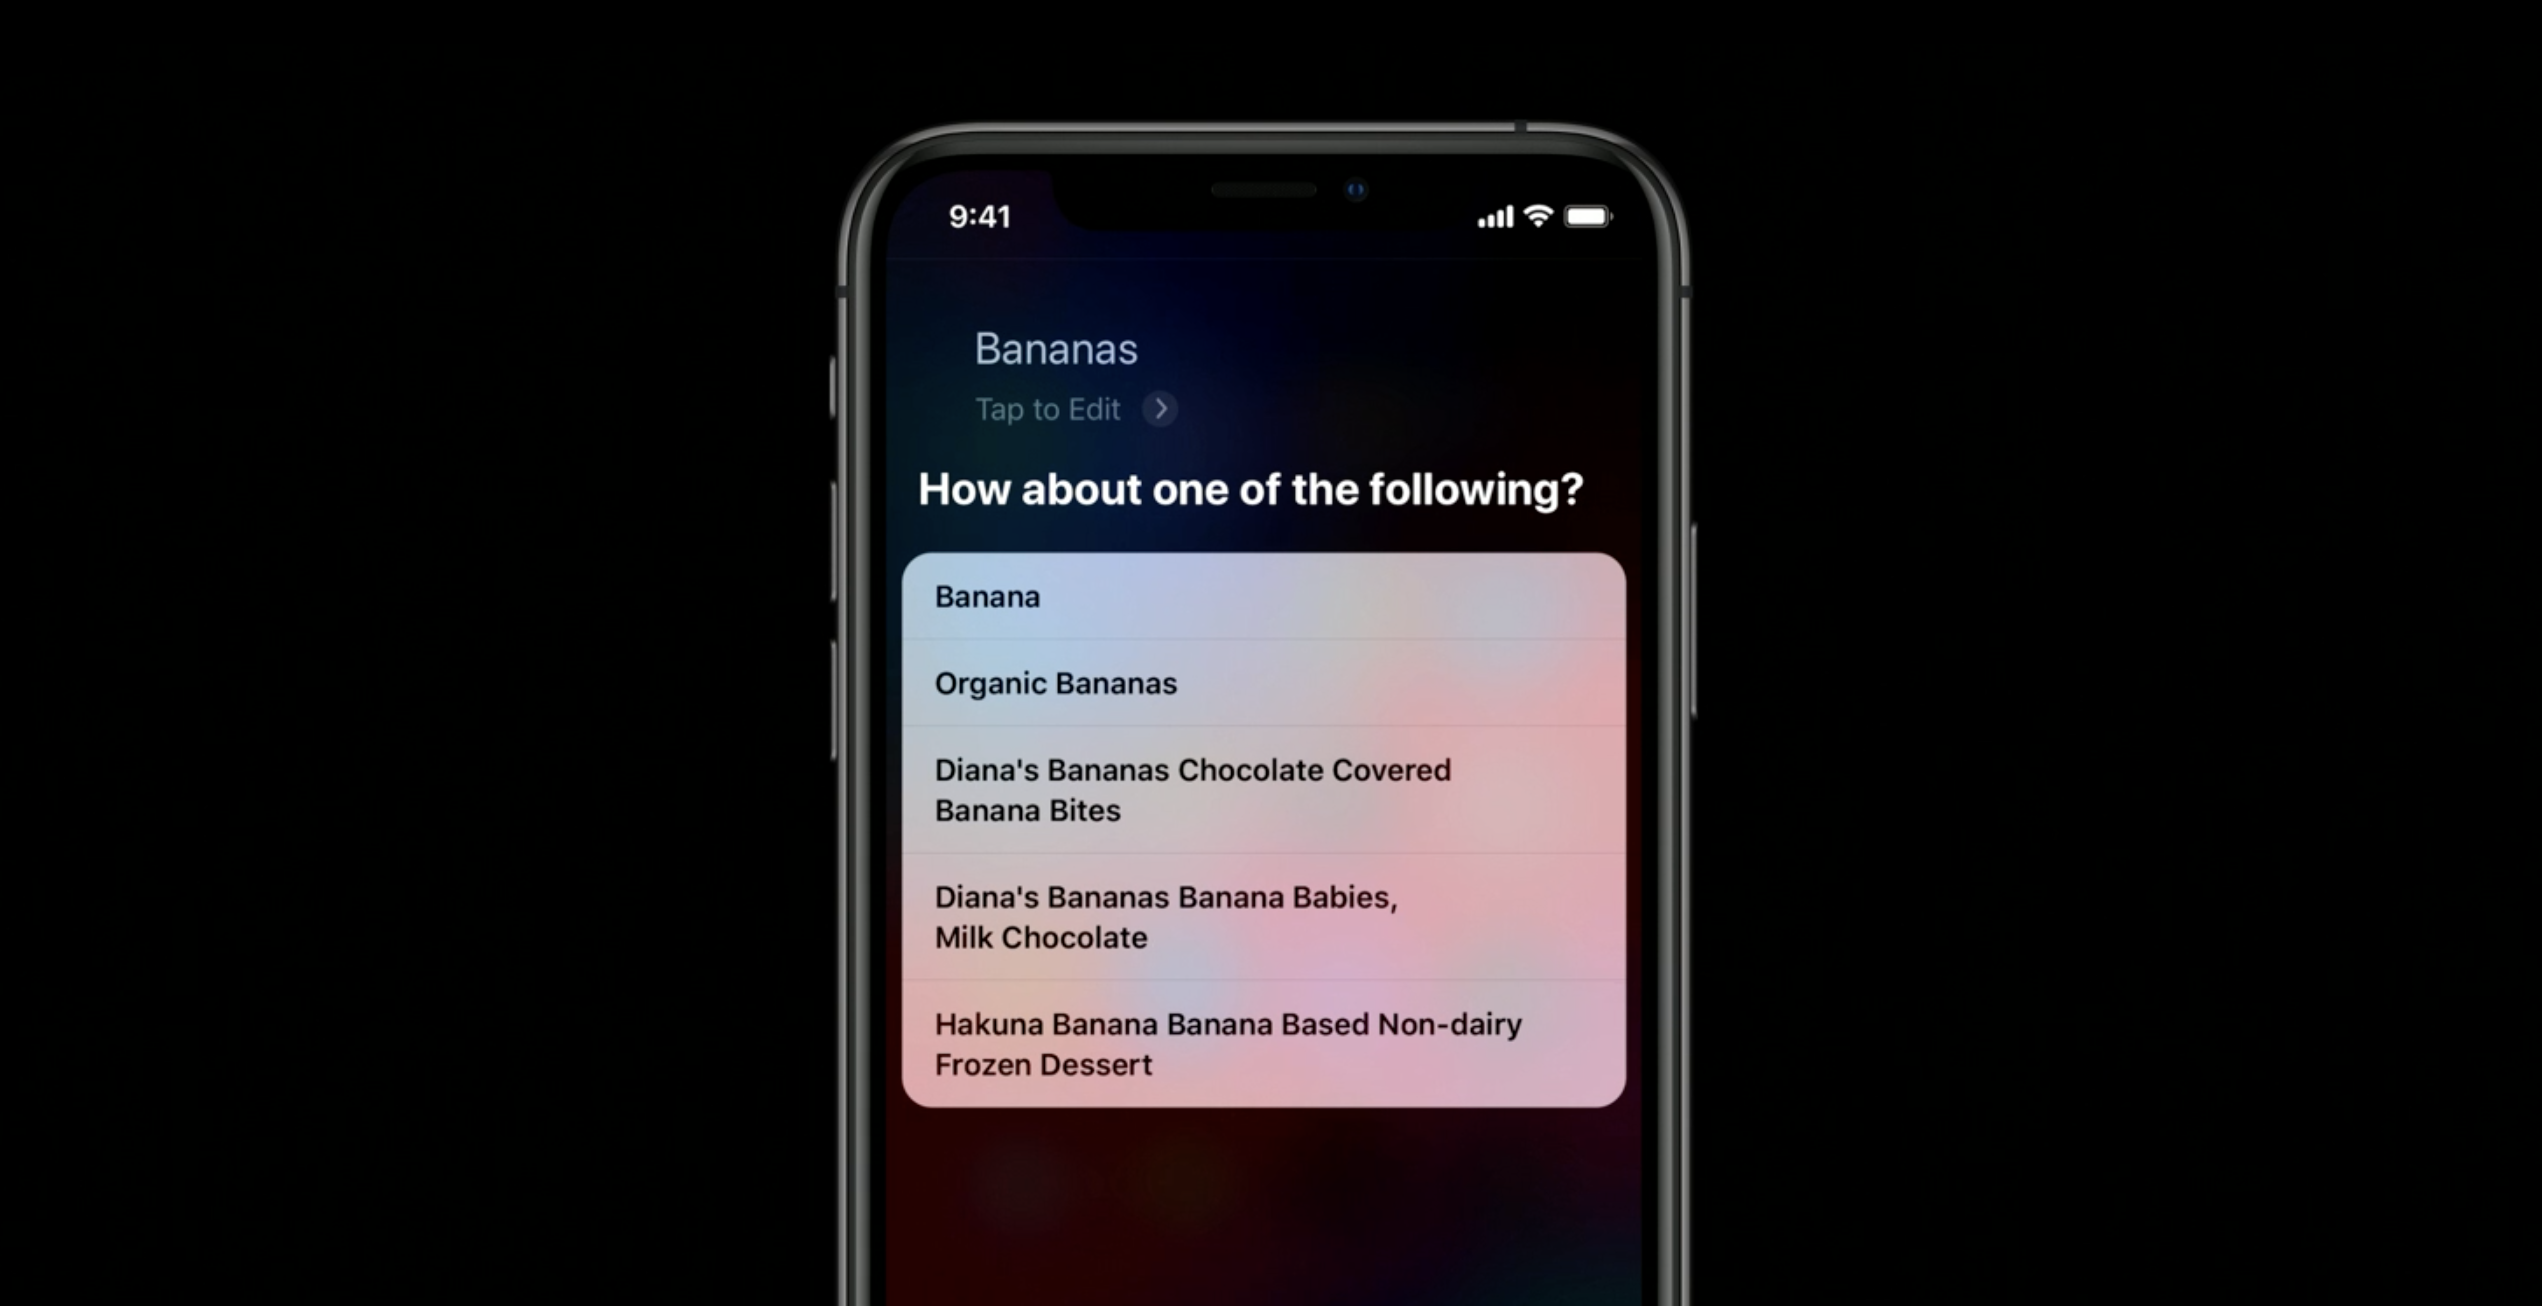 9:41
Bananas
Tap to Edit
How about one of the following?
Banana
Organic Bananas
Diana's Bananas Chocolate Covered
Banana Bites
Diana's Bananas Banana Babies,
Milk Chocolate
Hakuna Banana Banana Based Non-dairy
Frozen Dessert